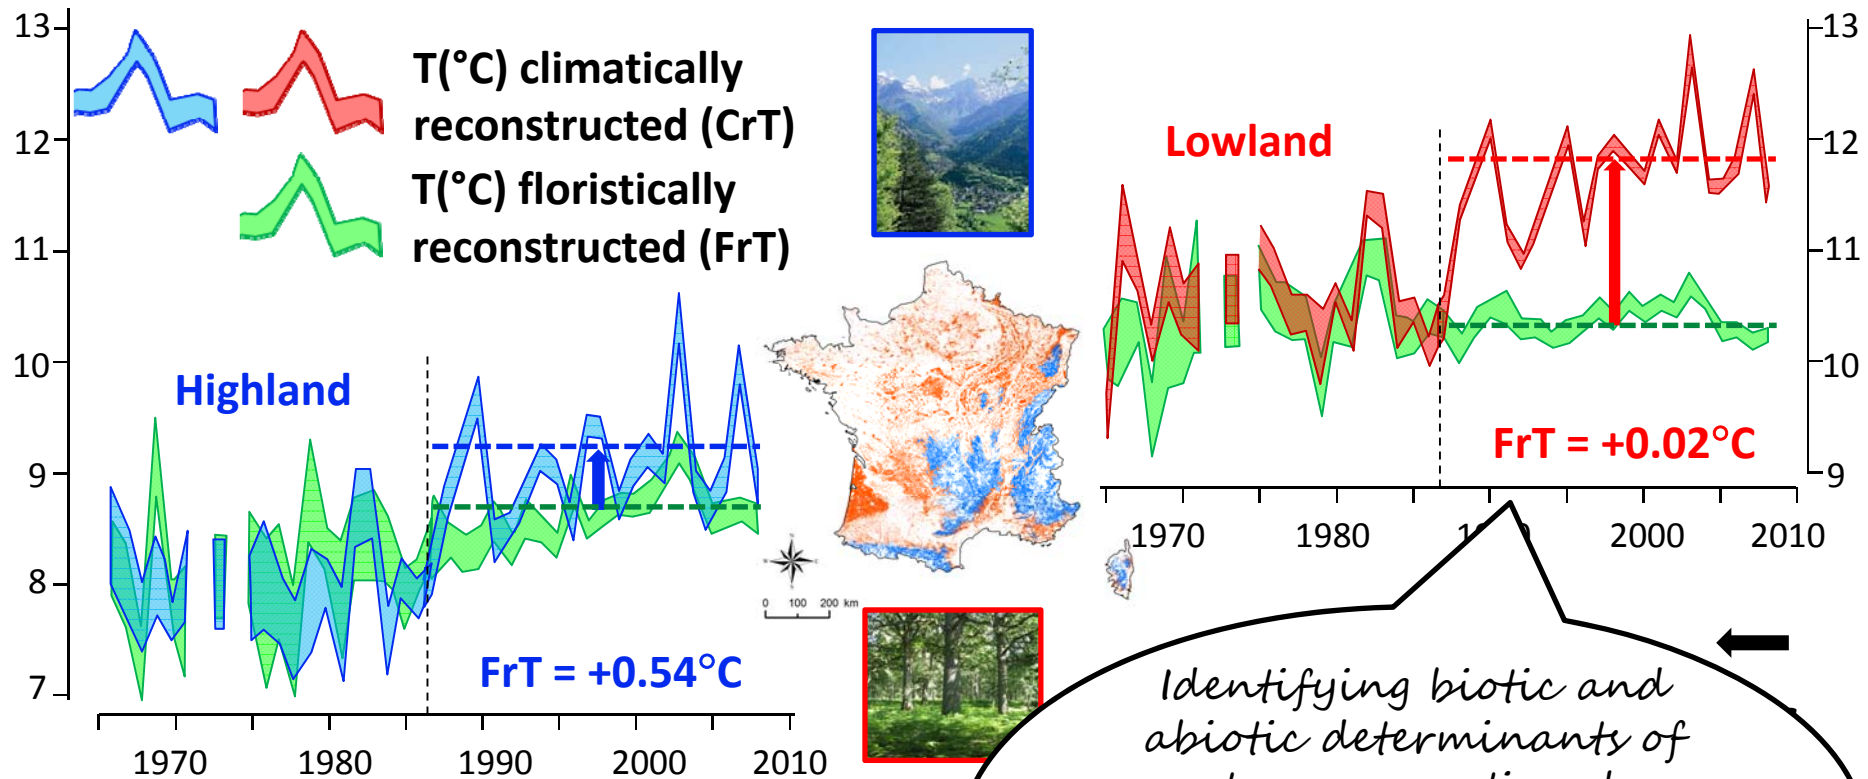 13
12
11
10
9
8
7
T(°C) climatically
reconstructed (CrT)
T(°C) floristically
reconstructed (FrT)
Highland
FrT = +0.54°C
1970 1980 1990 2000 2010
0 100 200 km
Lowland
13
12
11
10
9
FrT = +0.02°C
1970 1980 2000 2010
Identifying biotic and
abiotic determinants of